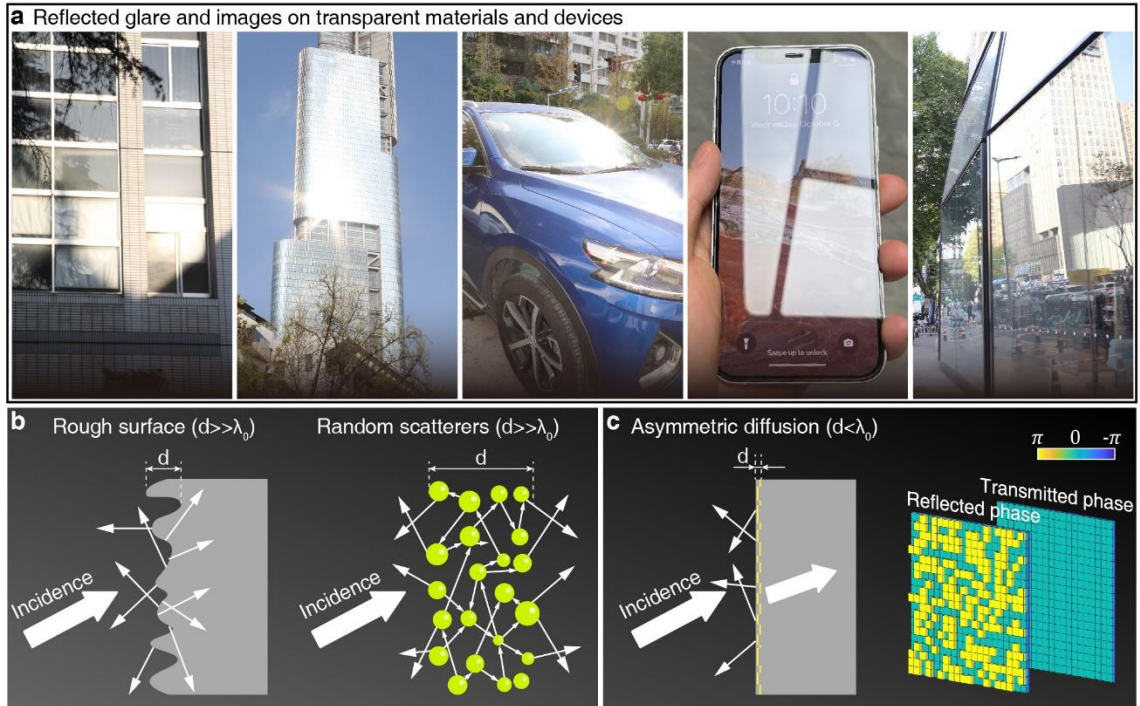 a Reflected glare and images on transparent materials and devices
10:10
Wednesday, October 5
Swipe up to unlock
b Rough surface (d>>λ₀)
d
Incidence
Random scatterers (d>>λ₀)
d
Incidence
c Asymmetric diffusion (d<λ₀)
d
Incidence
π 0 -π
Transmitted phase
Reflected phase